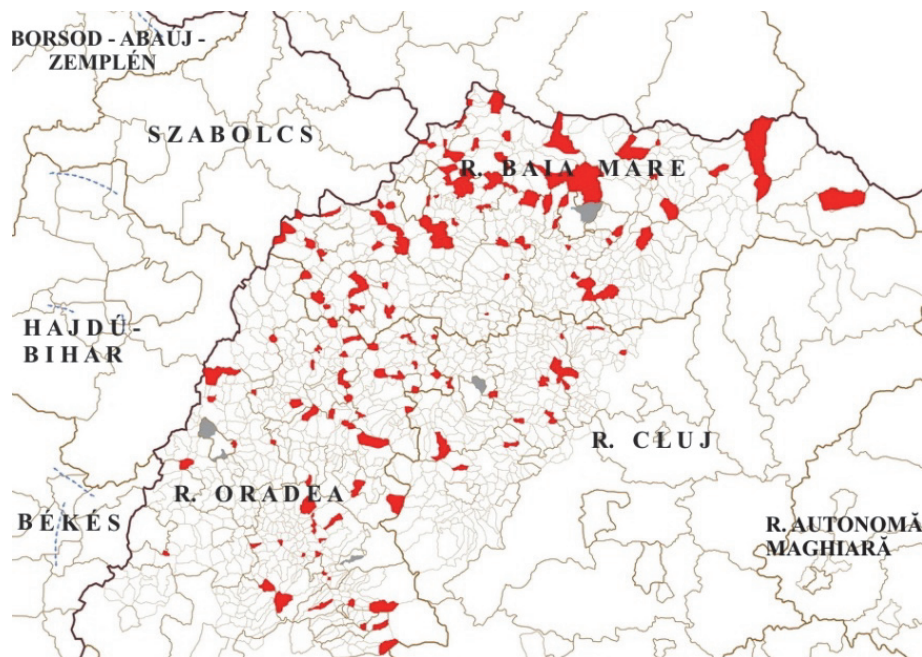 BORSOD - ABAÚJ -
ZEMPLÉN
SZABOLCS
R. BAIA MARE
HAJDÚ-
BIHAR
R. CLUJ
R. ORADEA
BÉKÉS
R. AUTONOMĂ
MAGHIARĂ